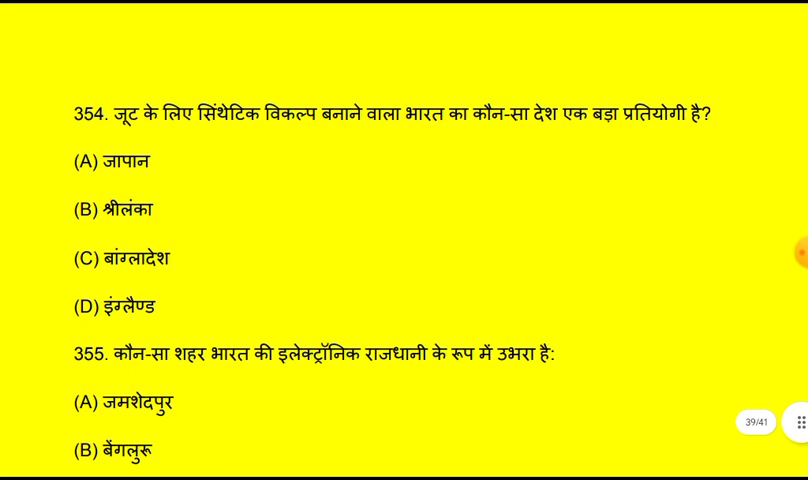 354. जूट के लिए सिंथेटिक विकल्प बनाने वाला भारत का कौन-सा देश एक बड़ा प्रतियोगी है?
(A) जापान
(B) श्रीलंका
(C) बांग्लादेश
(D) इंग्लैण्ड
355. कौन-सा शहर भारत की इलेक्ट्रॉनिक राजधानी के रूप में उभरा है:
(A) जमशेदपुर
39/41
(B) बेंगलुरू